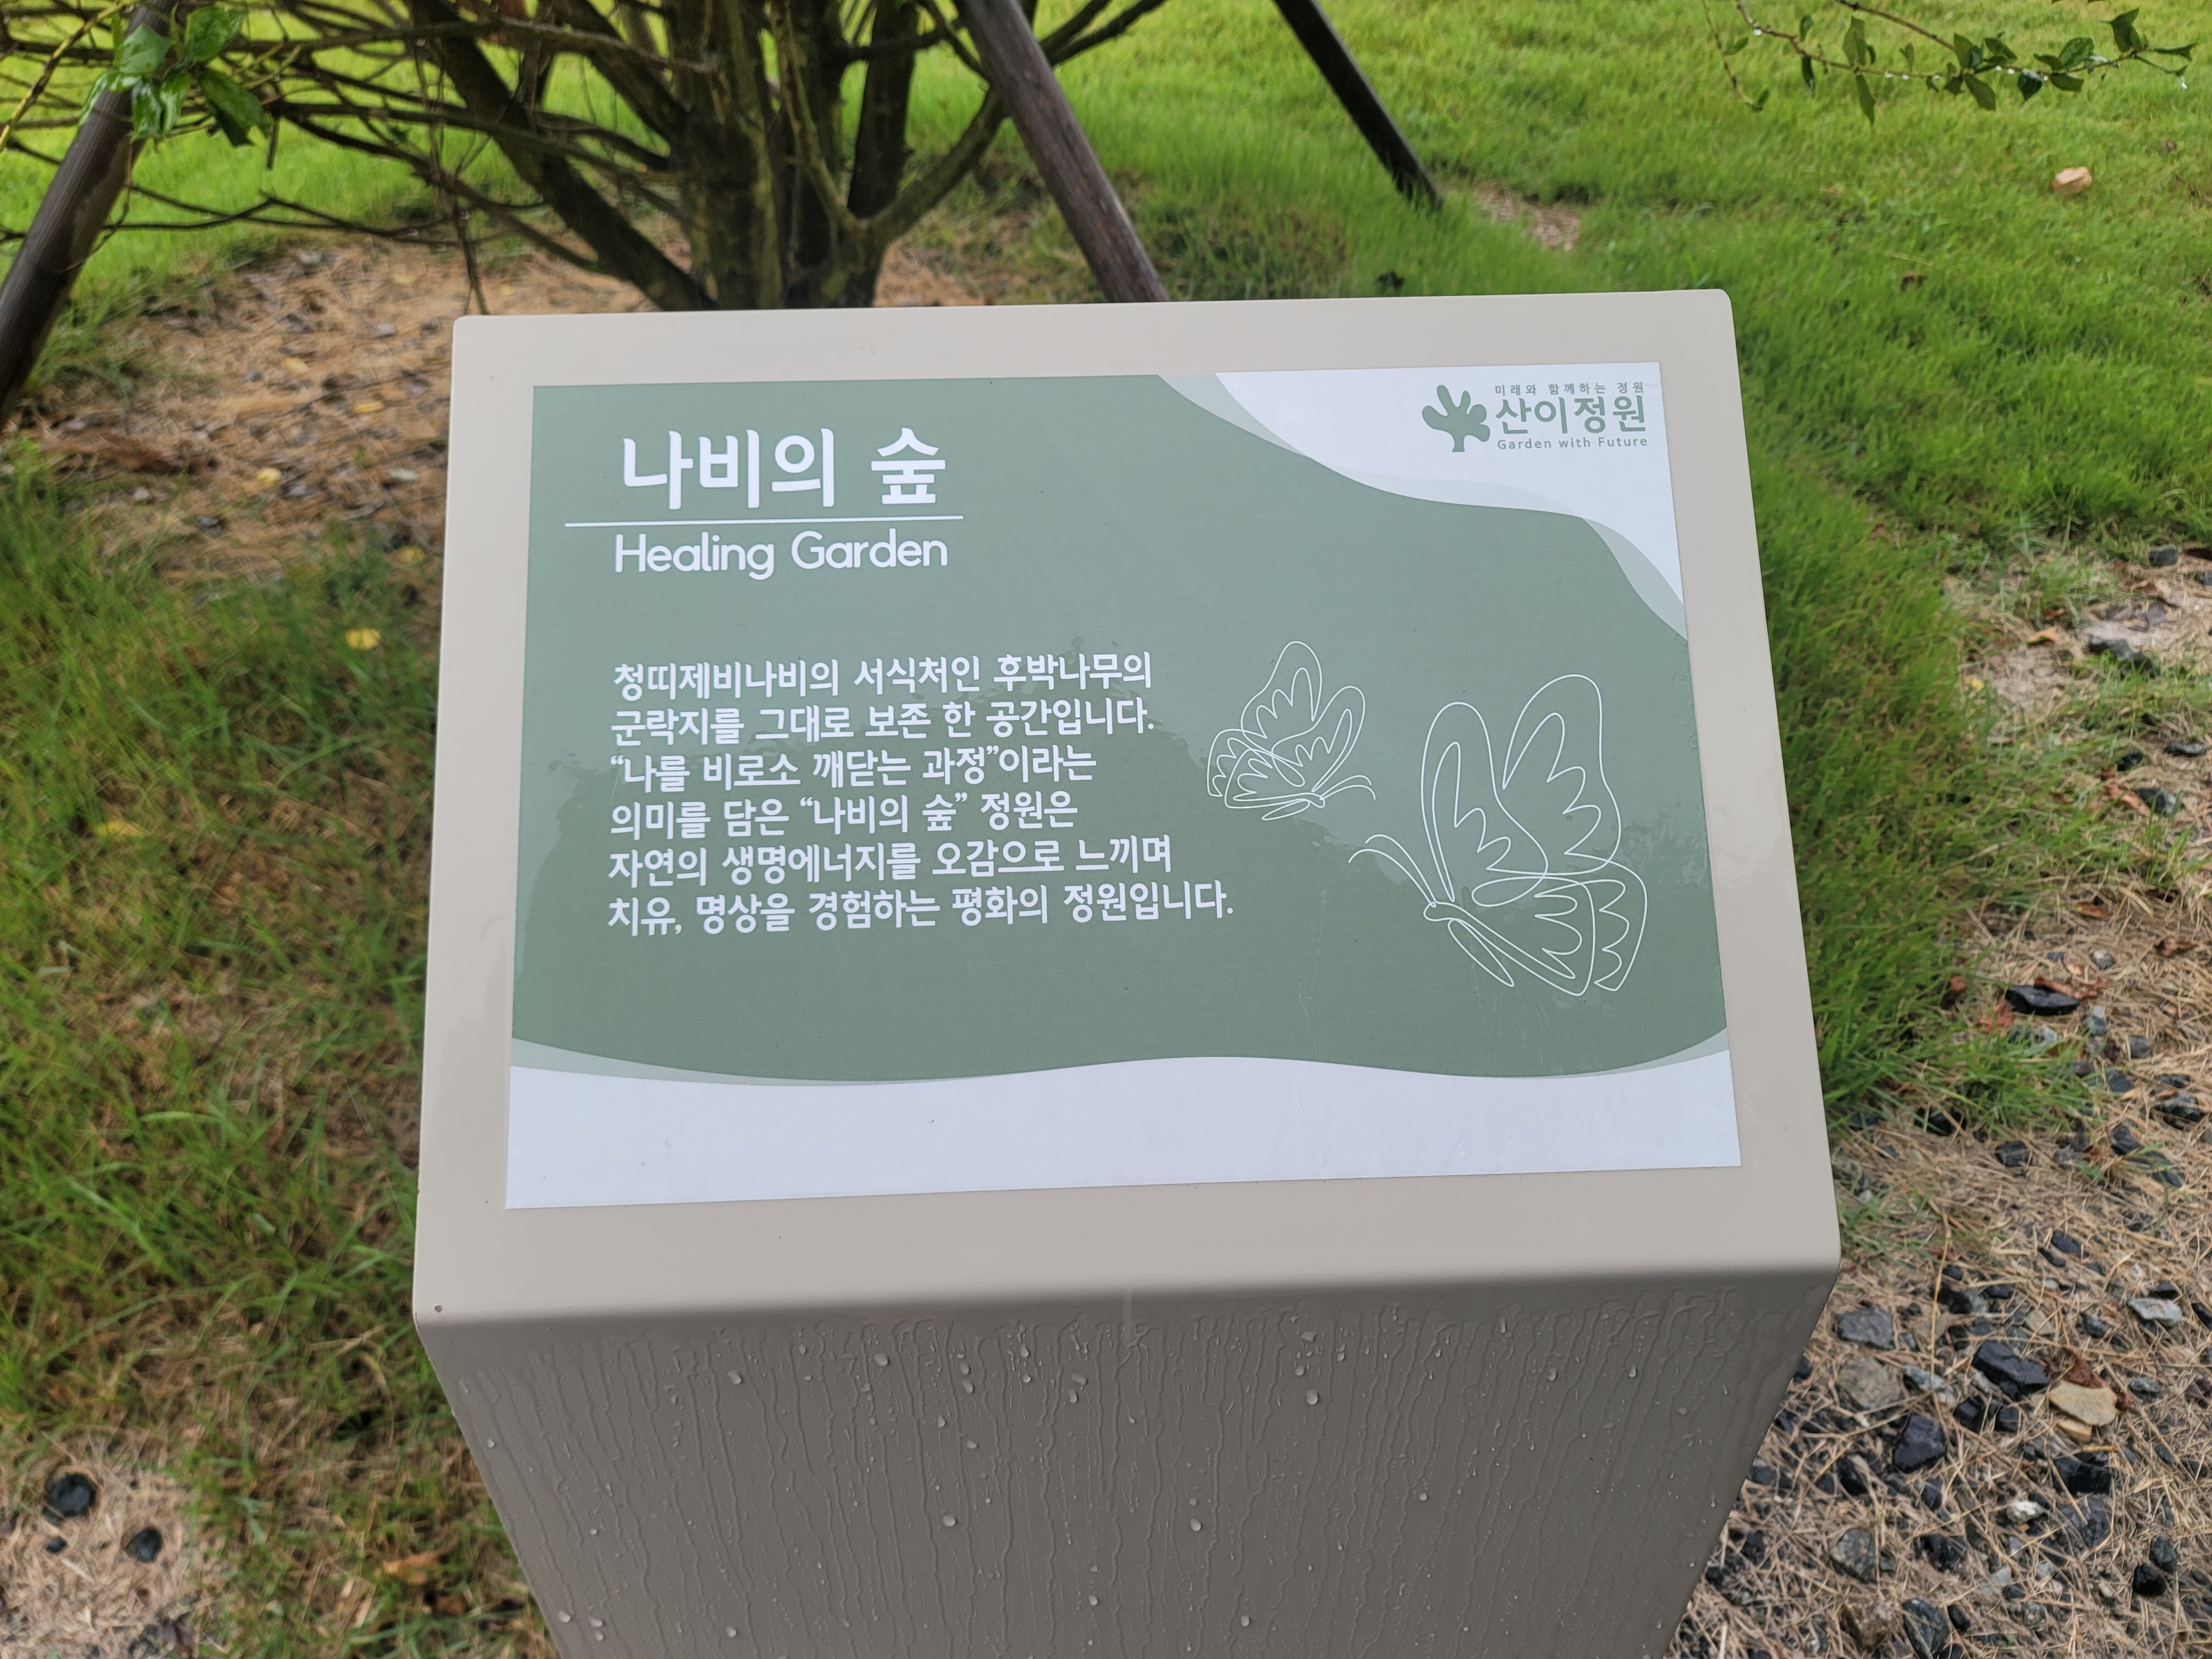 미래와 함께하는 정원
산이정원
Garden with Future
나비의 숲
Healing Garden
청띠제비나비의 서식처인 후박나무의
군락지를 그대로 보존 한 공간입니다.
“나를 비로소 깨닫는 과정”이라는
의미를 담은 “나비의 숲” 정원은
자연의 생명에너지를 오감으로 느끼며
치유, 명상을 경험하는 평화의 정원입니다.